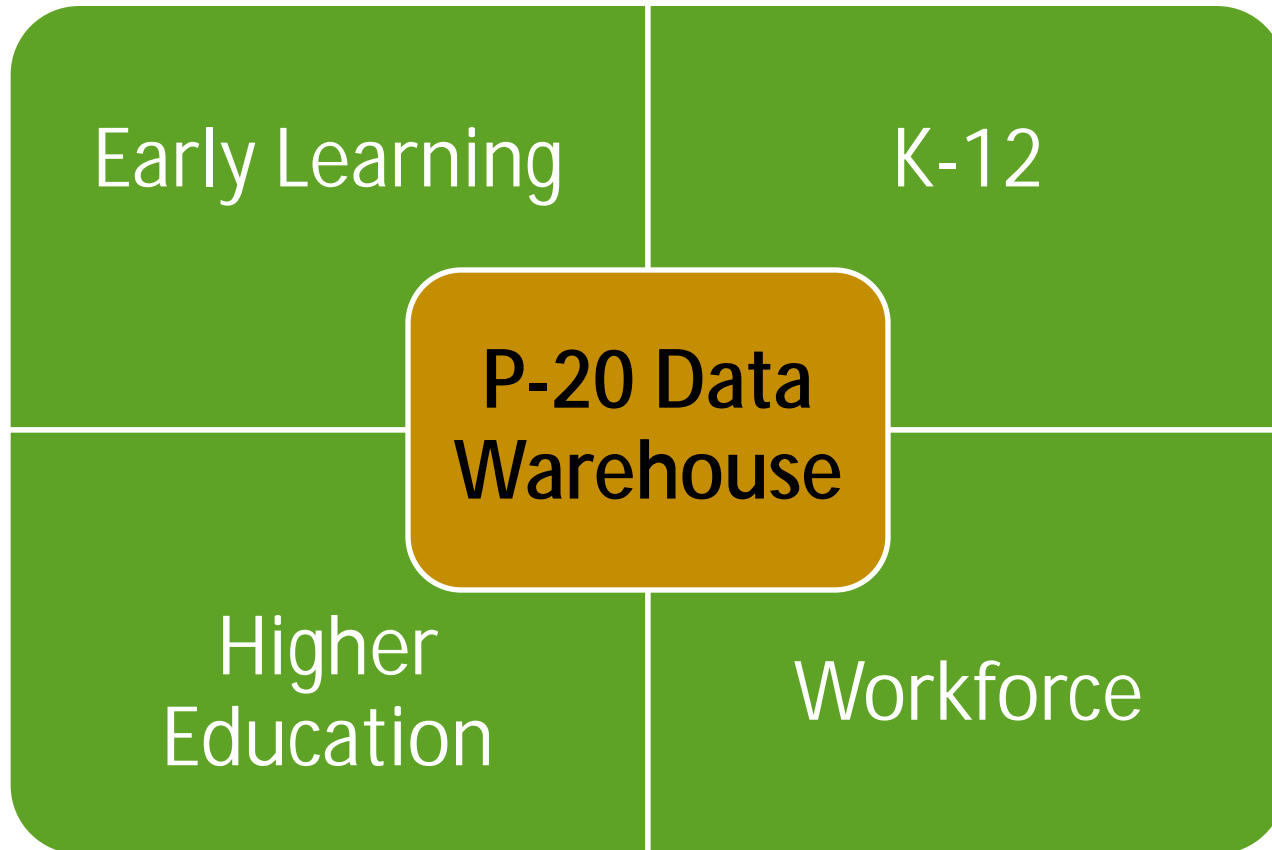 Early Learning
K-12
P-20 Data
Warehouse
Higher
Education
Workforce